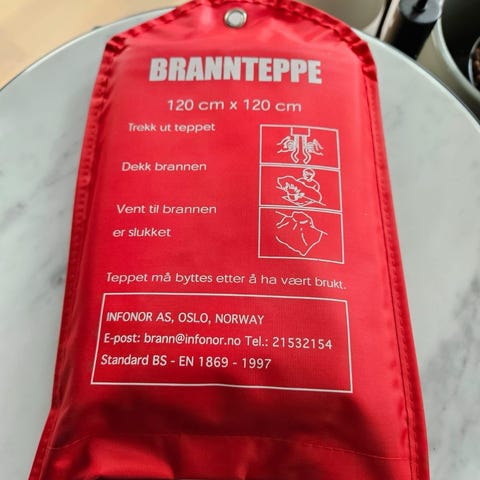 BRANNTEPPE
120 cm x 120 cm
Trekk ut teppet
Dekk brannen
Vent til brannen
er slukket
Teppet må byttes etter å ha vært brukt.
INFONOR AS, OSLO, NORWAY
E-post: brann@infonor.no Tel.: 21532154
Standard BS - EN 1869 - 1997